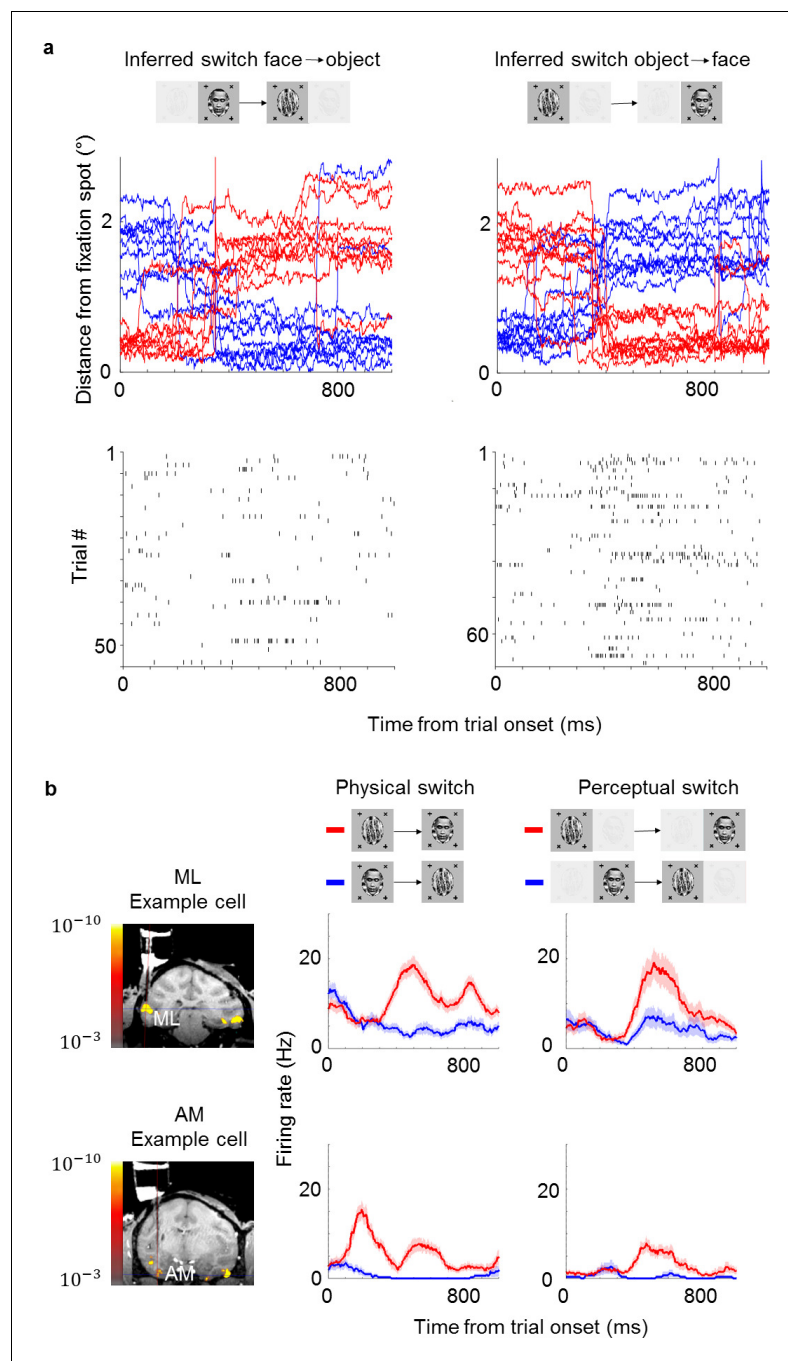 a
Inferred switch face→object
Inferred switch object→face
Distance from fixation spot (°)
2
0
0
800
2
0
0
800
Trial #
1
50
0
800
1
60
0
800
Time from trial onset (ms)
b
Physical switch
Perceptual switch
ML
Example cell
10⁻¹⁰
10⁻³
ML
Firing rate (Hz)
20
0
0
800
20
0
0
800
AM
Example cell
10⁻¹⁰
10⁻³
AM
20
0
0
800
20
0
0
800
Time from trial onset (ms)